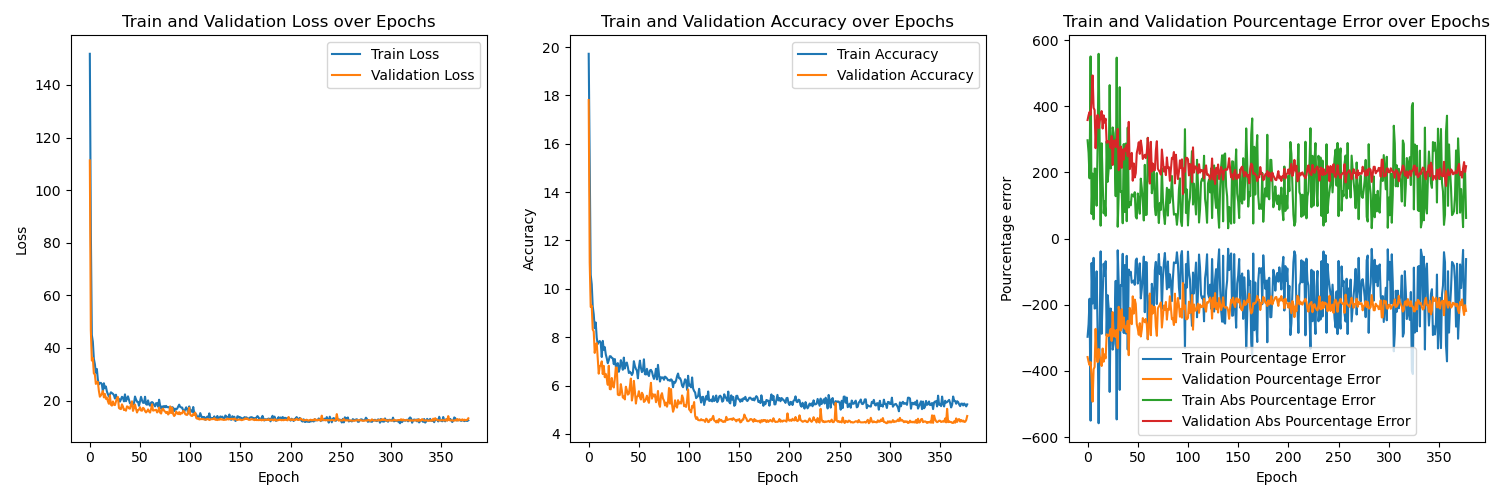 Train and Validation Loss over Epochs
Train Loss
Validation Loss
Loss
140
120
100
80
60
40
20
0
50
100
150
200
250
300
350
Epoch
Train and Validation Accuracy over Epochs
Train Accuracy
Validation Accuracy
Accuracy
20
18
16
14
12
10
8
6
4
0
50
100
150
200
250
300
350
Epoch
Train and Validation Pourcentage Error over Epochs
Pourcentage error
600
400
200
0
−200
−400
−600
Train Pourcentage Error
Validation Pourcentage Error
Train Abs Pourcentage Error
Validation Abs Pourcentage Error
0
50
100
150
200
250
300
350
Epoch